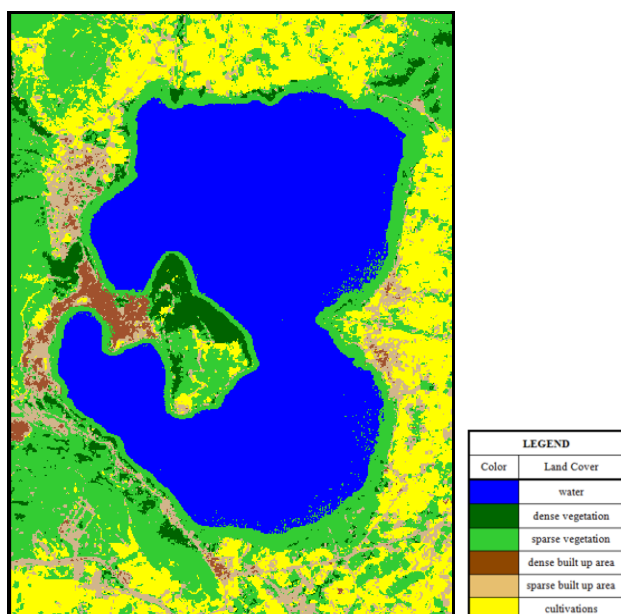 LEGEND
Color Land Cover
water
dense vegetation
sparse vegetation
dense built up area
sparse built up area
cultivations